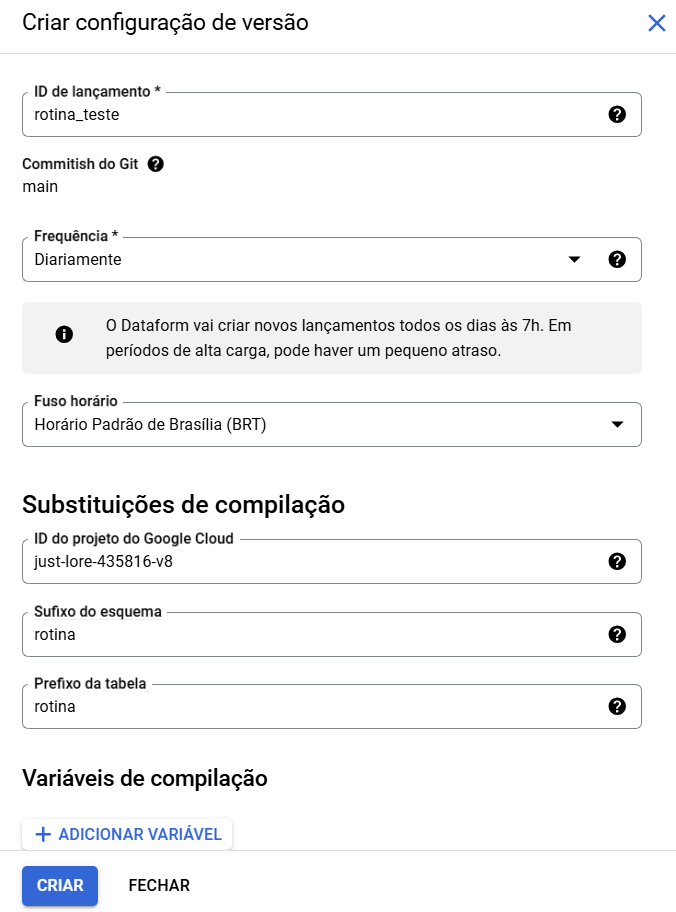 Criar configuração de versão
ID de lançamento *
rotina_teste
Commitish do Git
main
Frequência *
Diariamente
O Dataform vai criar novos lançamentos todos os dias às 7h. Em
períodos de alta carga, pode haver um pequeno atraso.
Fuso horário
Horário Padrão de Brasília (BRT)
Substituições de compilação
ID do projeto do Google Cloud
just-lore-435816-v8
Sufixo do esquema
rotina
Prefixo da tabela
rotina
Variáveis de compilação
ADICIONAR VARIÁVEL
CRIAR FECHAR